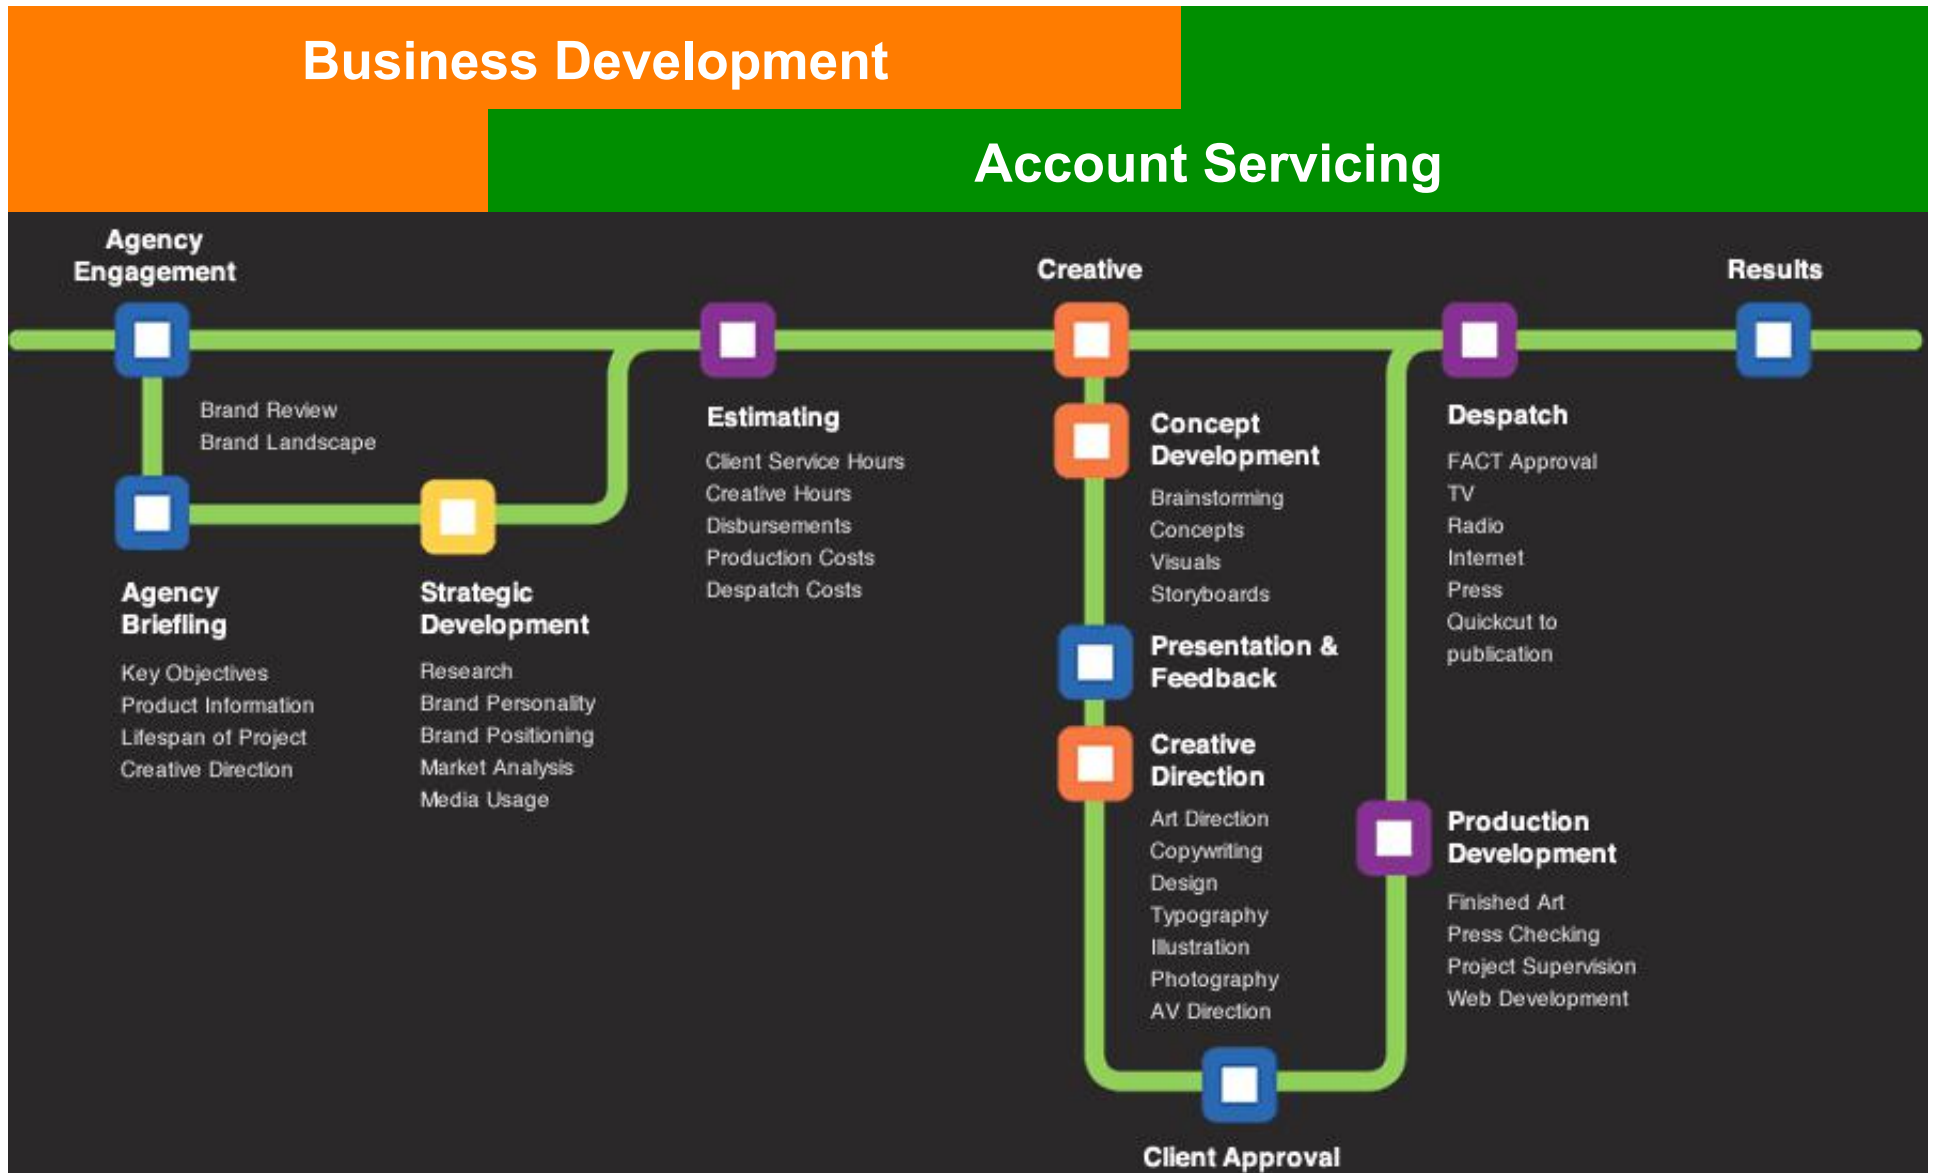 Business Development
Account Servicing
Agency
Engagement
Brand Review
Brand Landscape
Agency
Briefling
Key Objectives
Product Information
Lifespan of Project
Creative Direction
Strategic
Development
Research
Brand Personality
Brand Positioning
Market Analysis
Media Usage
Estimating
Client Service Hours
Creative Hours
Disbursements
Production Costs
Despatch Costs
Creative
Concept
Development
Brainstorming
Concepts
Visuals
Storyboards
Presentation &
Feedback
Creative
Direction
Art Direction
Copywriting
Design
Typography
Illustration
Photography
AV Direction
Client Approval
Production
Development
Finished Art
Press Checking
Project Supervision
Web Development
Despatch
FACT Approval
TV
Radio
Internet
Press
Quickcut to
publication
Results